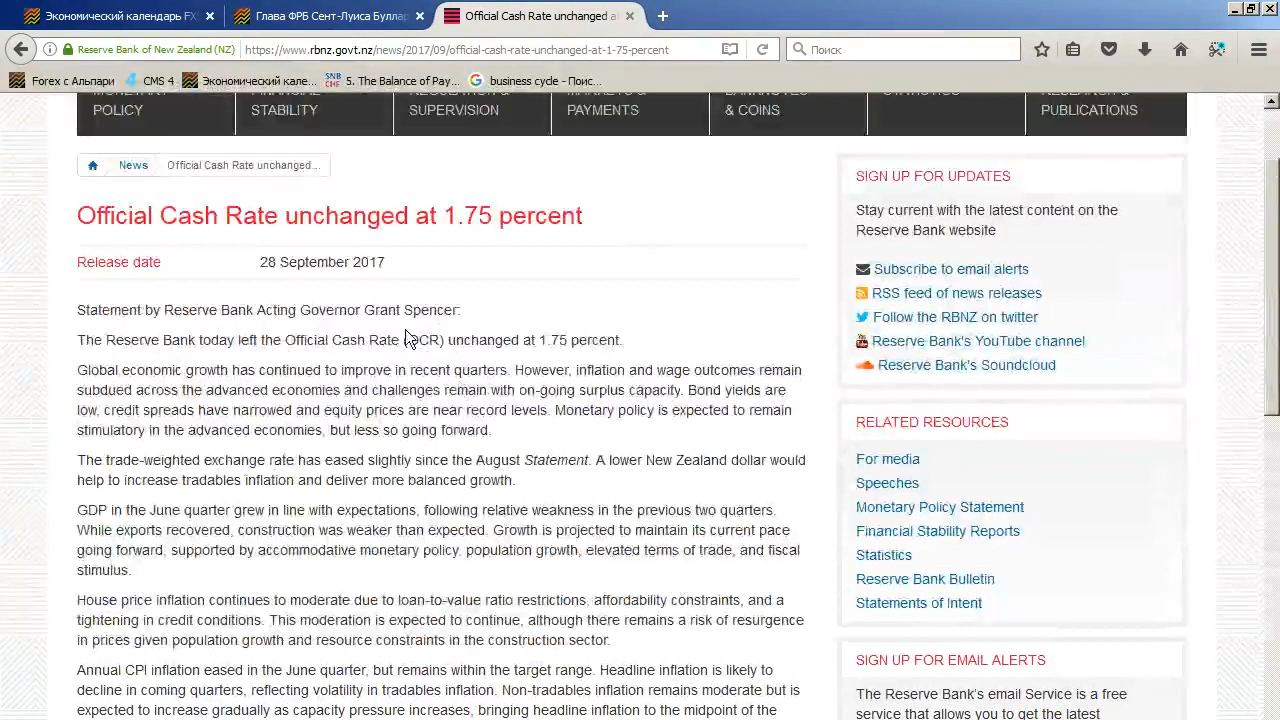 Экономический календарь FX
Глава ФРБ Сент-Луиса Буллар
Official Cash Rate unchanged a
Reserve Bank of New Zealand (NZ)
https://www.rbnz.govt.nz/news/2017/09/official-cash-rate-unchanged-at-1-75-percent
Поиск
Forex с Альпари
CMS 4
Экономический кале...
SNB
5. The Balance of Pay...
business cycle - Поис...
POLICY
STABILITY
SUPERVISION
PAYMENTS
& COINS
PUBLICATIONS
News
Official Cash Rate unchanged...
Official Cash Rate unchanged at 1.75 percent
Release date 28 September 2017
Statement by Reserve Bank Acting Governor Grant Spencer:
The Reserve Bank today left the Official Cash Rate (OCR) unchanged at 1.75 percent.
Global economic growth has continued to improve in recent quarters. However, inflation and wage outcomes remain
subdued across the advanced economies and challenges remain with on-going surplus capacity. Bond yields are
low, credit spreads have narrowed and equity prices are near record levels. Monetary policy is expected to remain
stimulatory in the advanced economies, but less so going forward.
The trade-weighted exchange rate has eased slightly since the August Statement. A lower New Zealand dollar would
help to increase tradables inflation and deliver more balanced growth.
GDP in the June quarter grew in line with expectations, following relative weakness in the previous two quarters.
While exports recovered, construction was weaker than expected. Growth is projected to maintain its current pace
going forward, supported by accommodative monetary policy, population growth, elevated terms of trade, and fiscal
stimulus.
House price inflation continues to moderate due to loan-to-value ratio restrictions, affordability constraints, and a
tightening in credit conditions. This moderation is expected to continue, although there remains a risk of resurgence
in prices given population growth and resource constraints in the construction sector.
Annual CPI inflation eased in the June quarter, but remains within the target range. Headline inflation is likely to
decline in coming quarters, reflecting volatility in tradables inflation. Non-tradables inflation remains moderate but is
expected to increase gradually as capacity pressure increases, bringing headline inflation to the midpoint of the
SIGN UP FOR UPDATES
Stay current with the latest content on the
Reserve Bank website
Subscribe to email alerts
RSS feed of news releases
Follow the RBNZ on twitter
Reserve Bank's YouTube channel
Reserve Bank's Soundcloud
RELATED RESOURCES
For media
Speeches
Monetary Policy Statement
Financial Stability Reports
Statistics
Reserve Bank Bulletin
Statements of Intent
SIGN UP FOR EMAIL ALERTS
The Reserve Bank's email Service is a free
service that allows you to get the latest